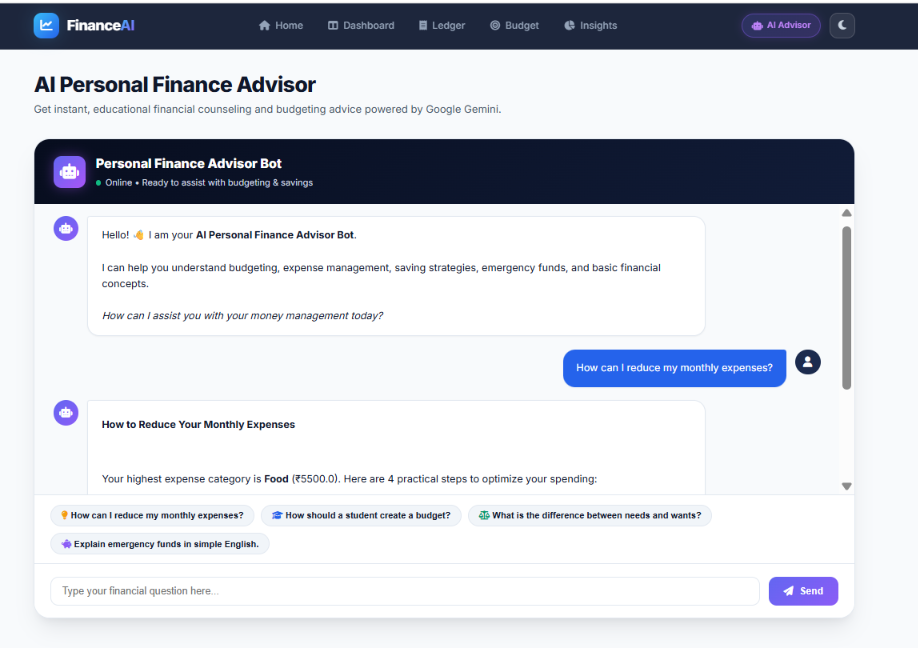 FinanceAI
Home
Dashboard
Ledger
Budget
Insights
AI Advisor
AI Personal Finance Advisor
Get instant, educational financial counseling and budgeting advice powered by Google Gemini.
Personal Finance Advisor Bot
Online • Ready to assist with budgeting & savings
Hello! 👋 I am your AI Personal Finance Advisor Bot.
I can help you understand budgeting, expense management, saving strategies, emergency funds, and basic financial
concepts.
How can I assist you with your money management today?
How can I reduce my monthly expenses?
How to Reduce Your Monthly Expenses
Your highest expense category is Food (₹5500.0). Here are 4 practical steps to optimize your spending:
How can I reduce my monthly expenses?
How should a student create a budget?
What is the difference between needs and wants?
Explain emergency funds in simple English.
Type your financial question here...
Send